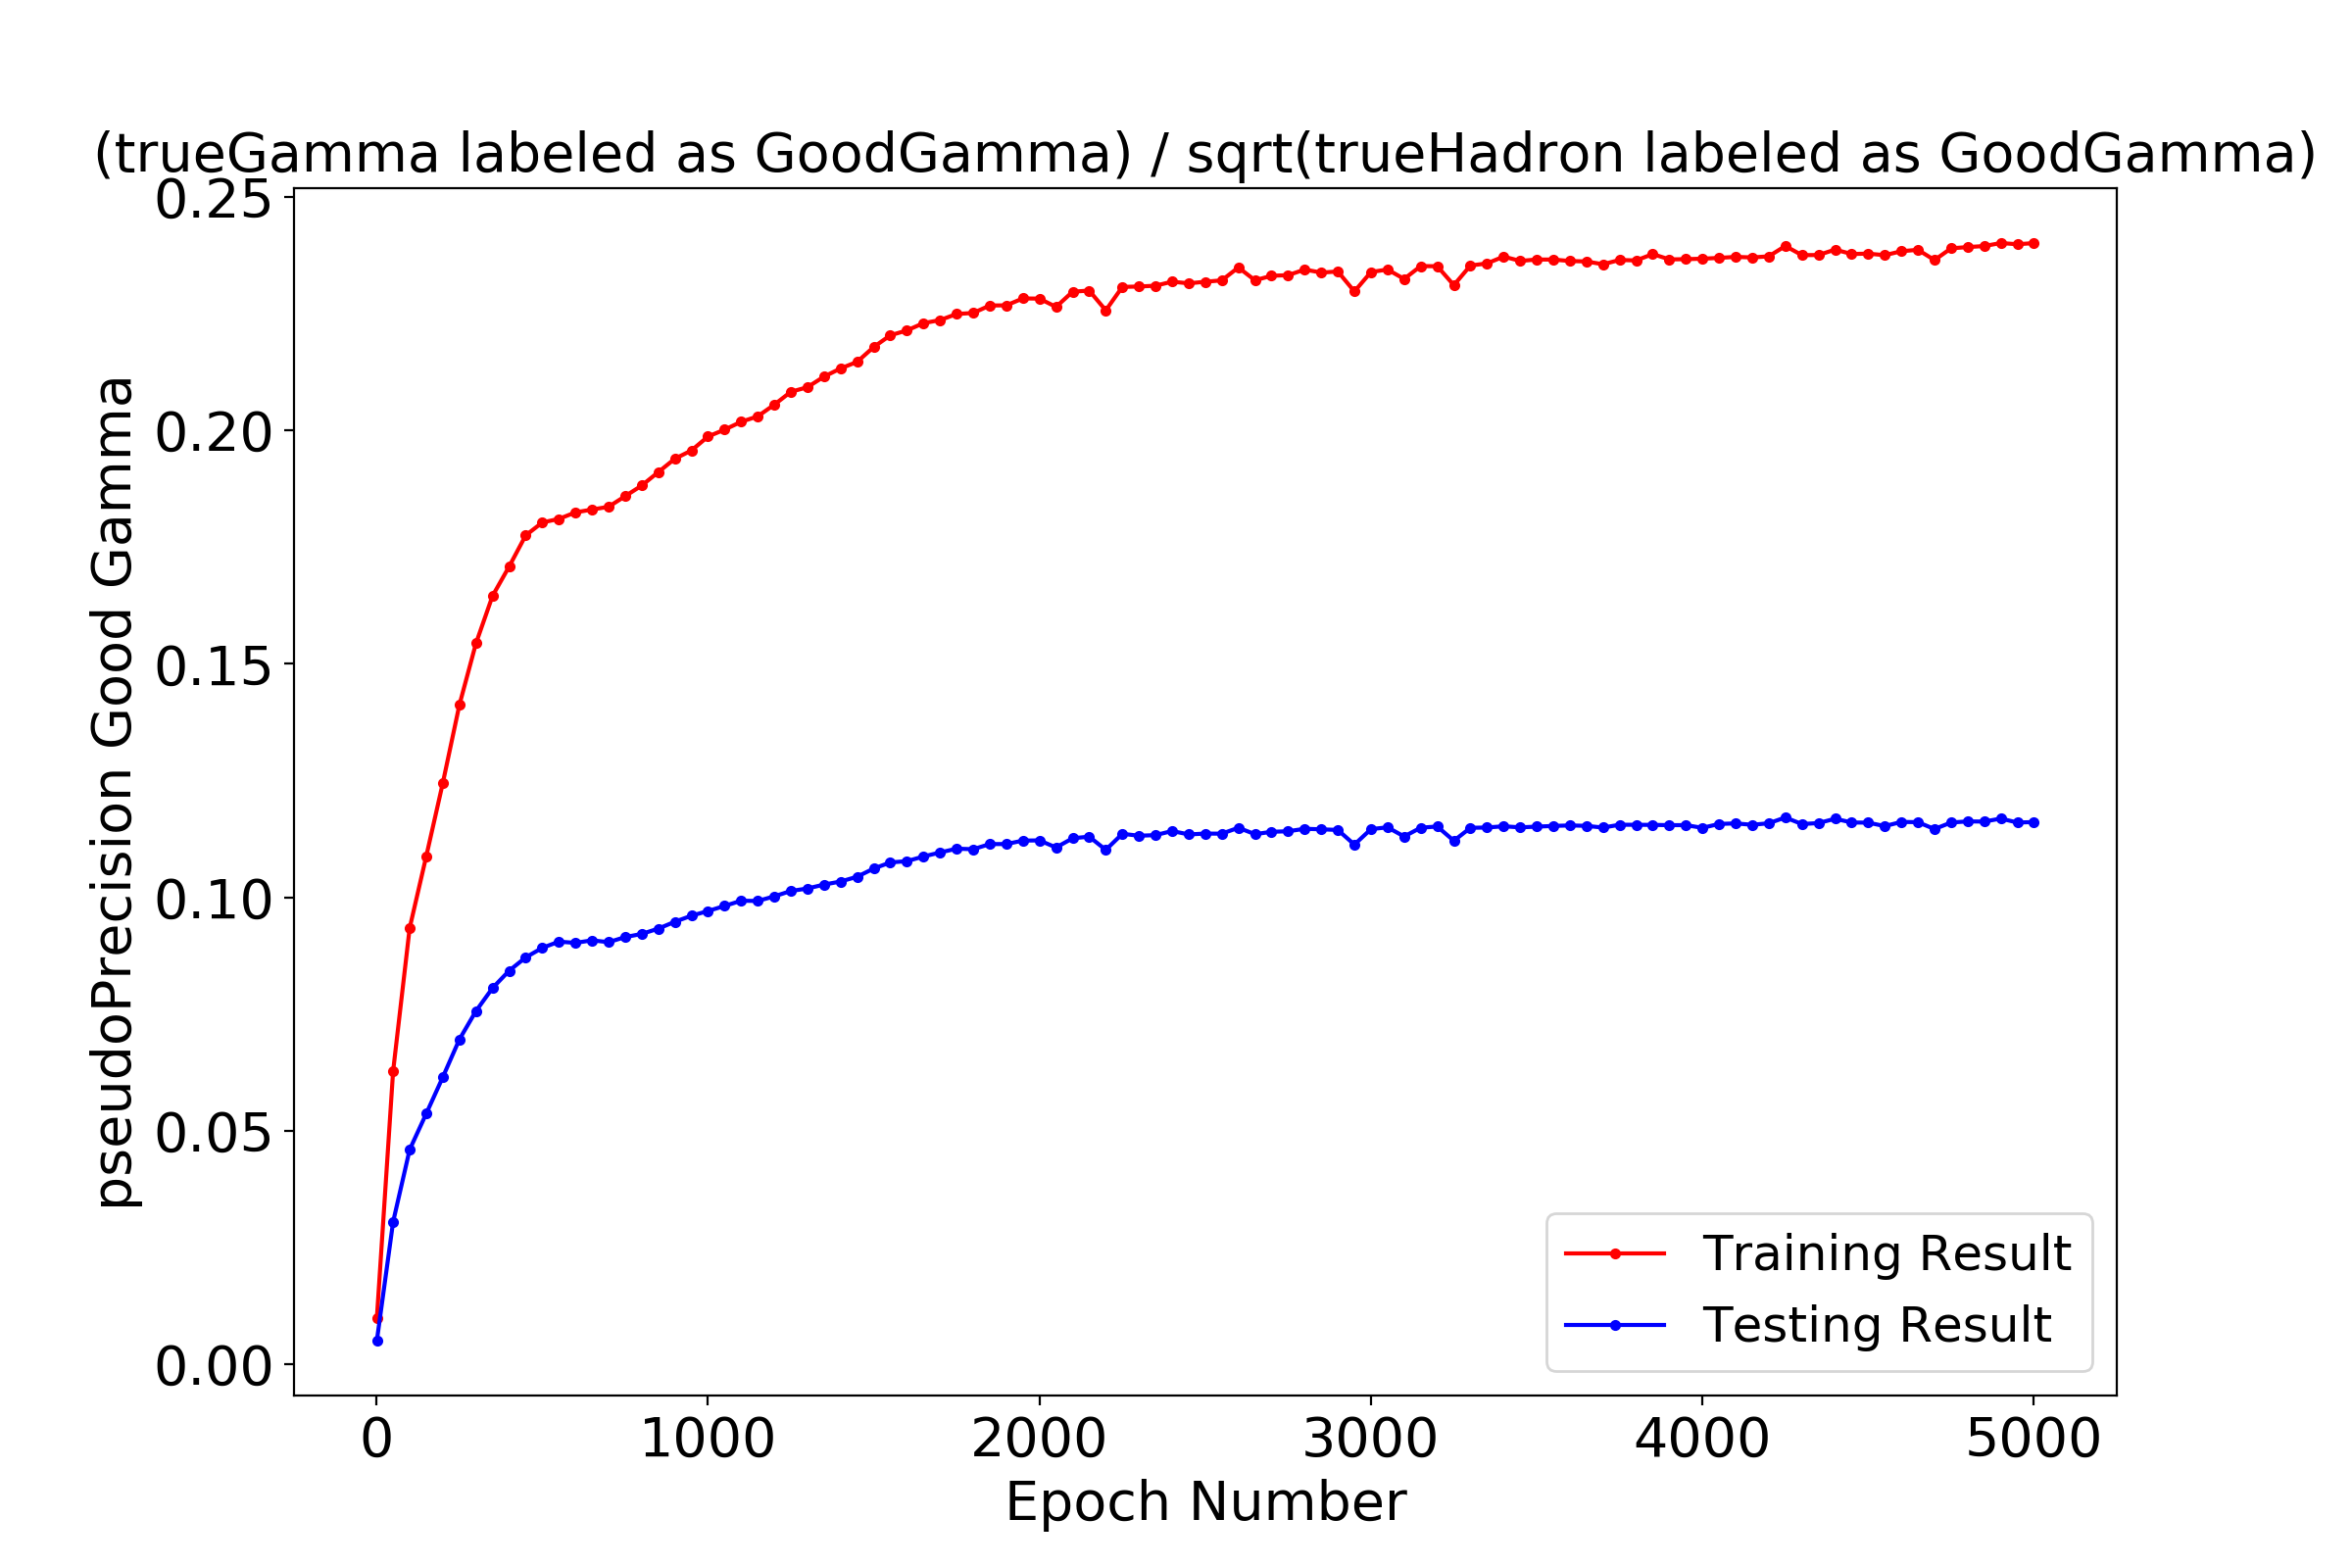 (trueGamma labeled as GoodGamma) / sqrt(trueHadron labeled as GoodGamma)
0.25
0.20
0.15
0.10
0.05
0.00
pseudoPrecision Good Gamma
Training Result
Testing Result
0 1000 2000 3000 4000 5000
Epoch Number